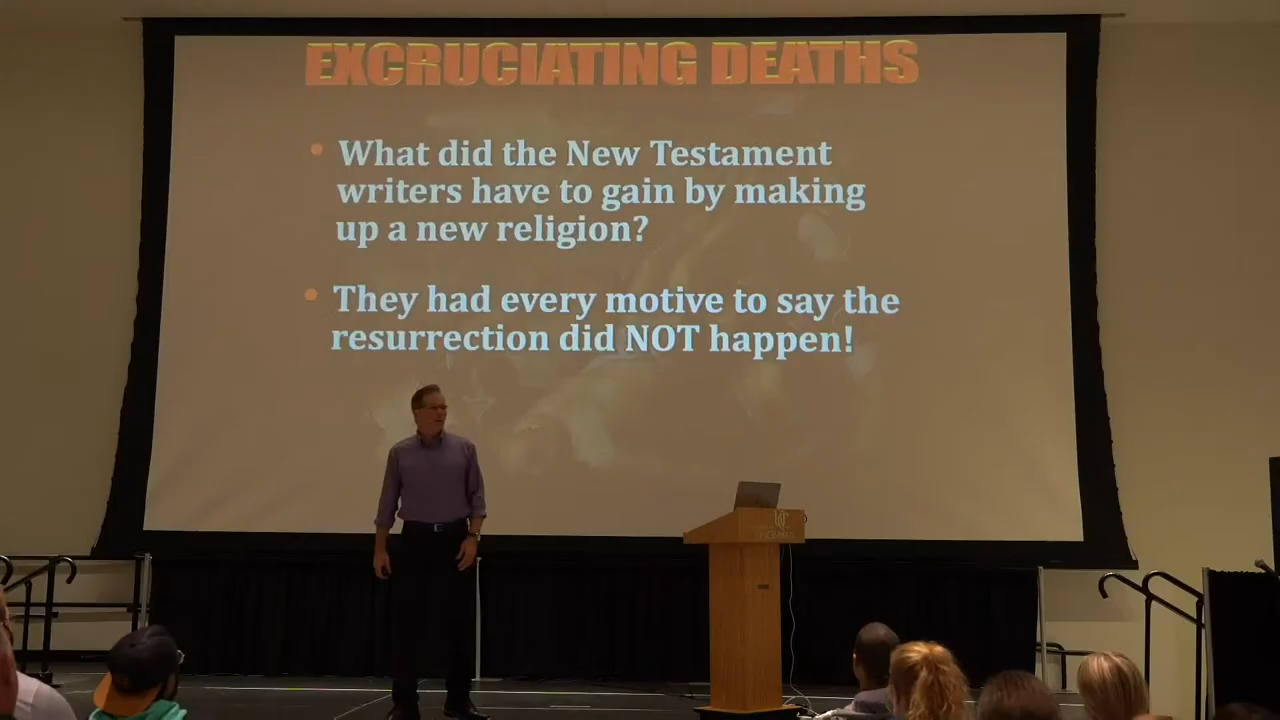 EXCRUCIATING DEATHS
• What did the New Testament
writers have to gain by making
up a new religion?
• They had every motive to say the
resurrection did NOT happen!